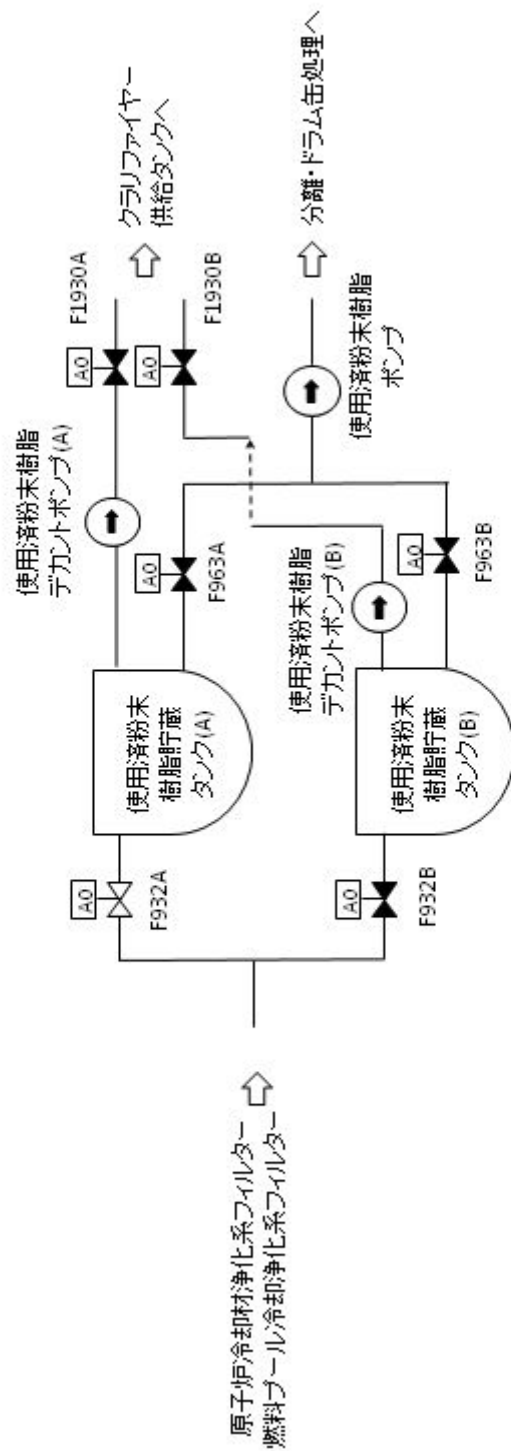 原子炉冷却材浄化系フィルター
燃料プール冷却浄化系フィルター
AO
F932A
AO
F932B
使用済粉末
樹脂貯蔵
タンク(A)
使用済粉末
樹脂貯蔵
タンク(B)
使用済粉末樹脂
デカントポンプ(A)
AO
F963A
使用済粉末樹脂
デカントポンプ(B)
AO
F963B
AO
F1930A
AO
F1930B
クラリファイヤー
供給タンクへ
使用済粉末樹脂
ポンプ
分離・ドラム缶処理へ